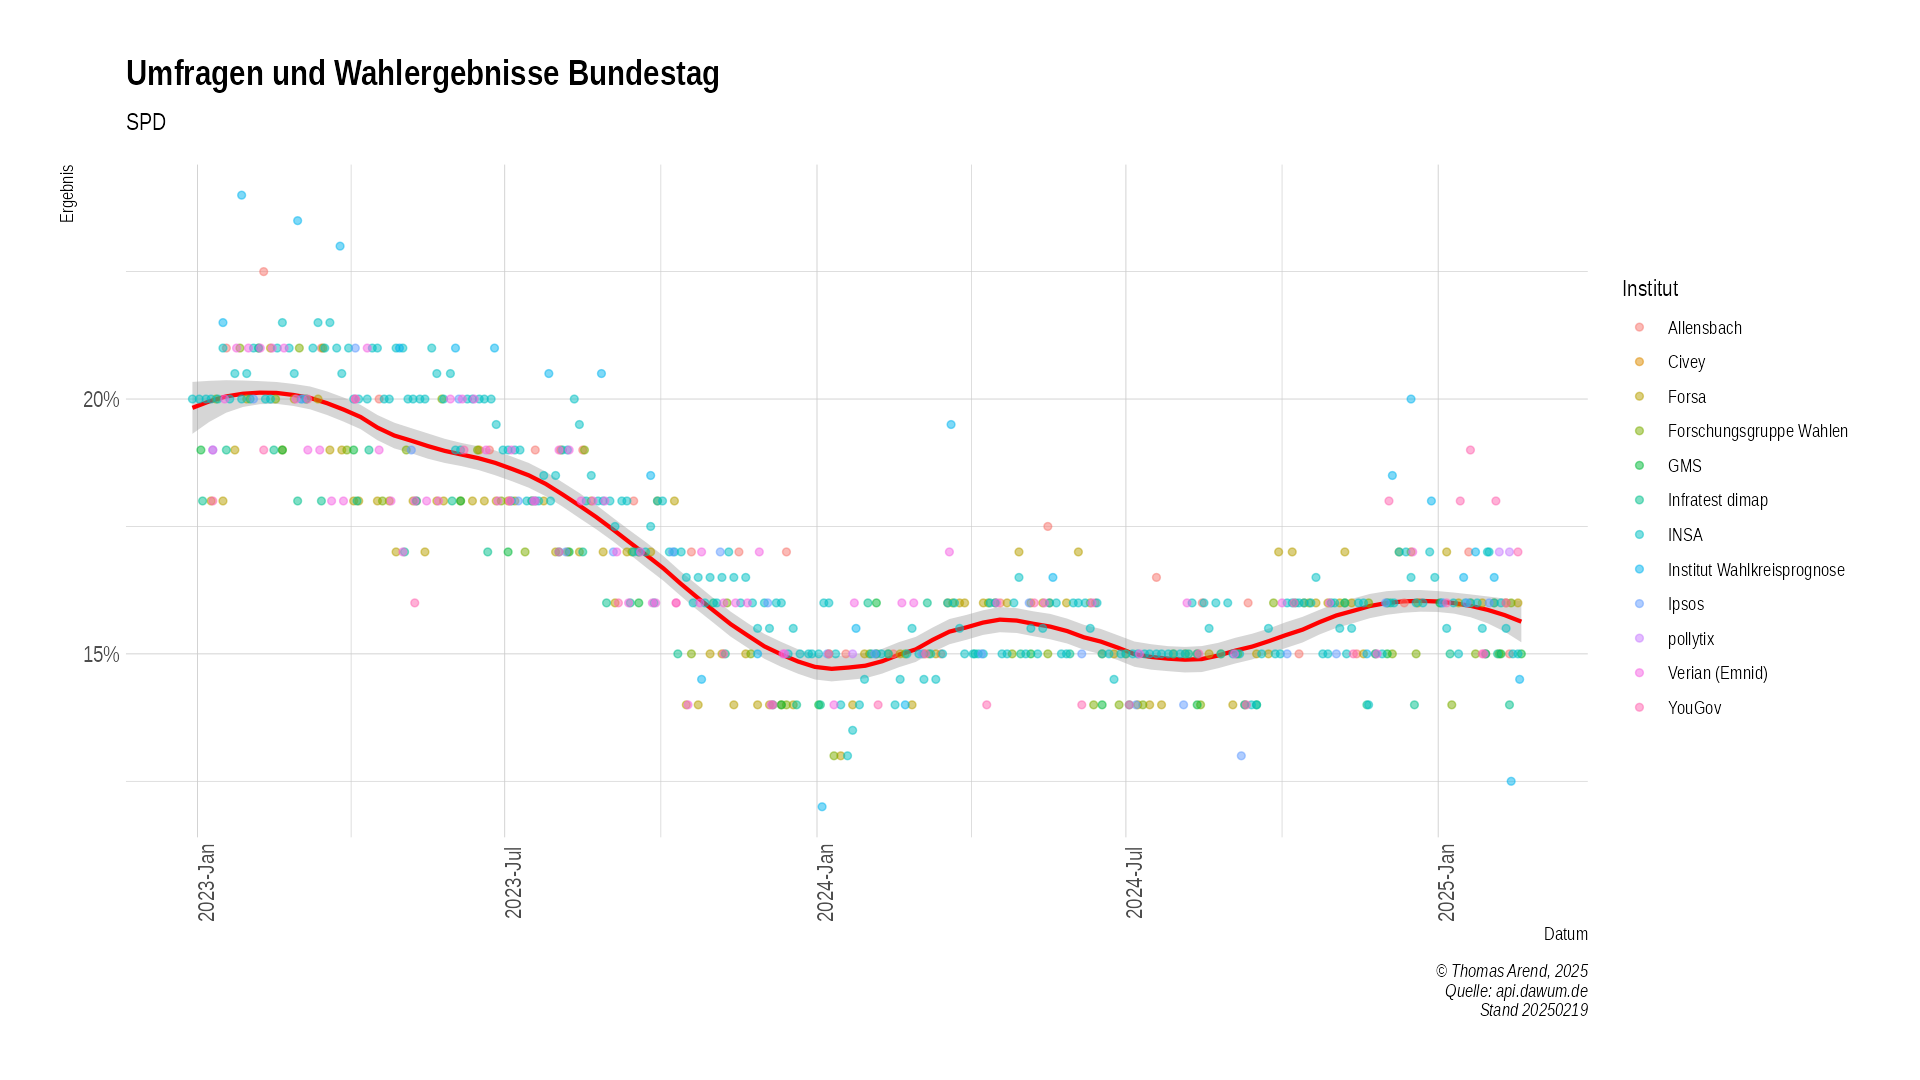 Umfragen und Wahlergebnisse Bundestag
SPD
Ergebnis
20%
15%
2023-Jan
2023-Jul
2024-Jan
2024-Jul
2025-Jan
Datum
Institut
Allensbach
Civey
Forsa
Forschungsgruppe Wahlen
GMS
Infratest dimap
INSA
Institut Wahlkreisprognose
Ipsos
pollytix
Verian (Emnid)
YouGov
© Thomas Arend, 2025
Quelle: api.dawum.de
Stand 20250219